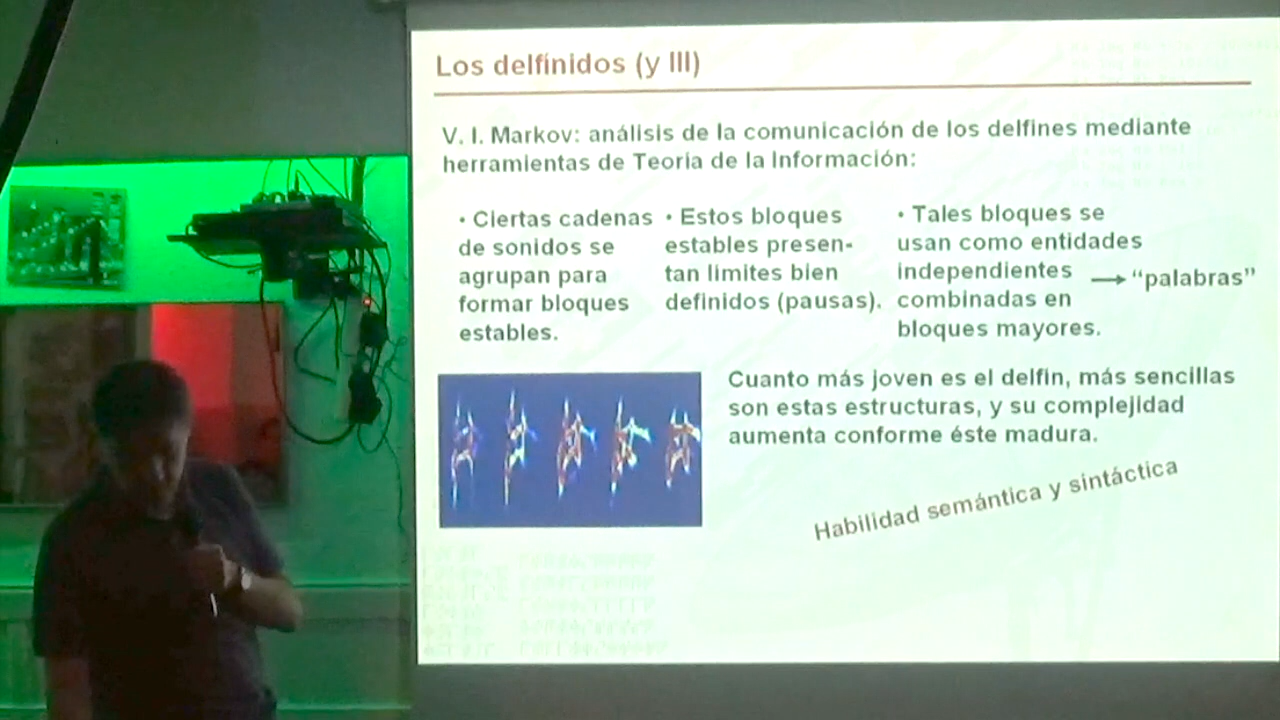 Los delfínidos (y III)
V. I. Markov: análisis de la comunicación de los delfines mediante
herramientas de Teoría de la Información:
• Ciertas cadenas
de sonidos se
agrupan para
formar bloques
estables.
• Estos bloques
estables presen-
tan limites bien
definidos (pausas).
• Tales bloques se
usan como entidades
independientes
combinadas en
bloques mayores.
→ “palabras”
Cuanto más joven es el delfín, más sencillas
son estas estructuras, y su complejidad
aumenta conforme éste madura.
Habilidad semántica y sintáctica